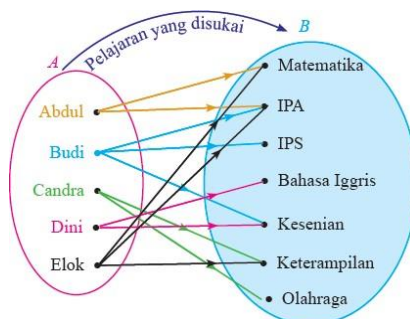 Pelajaran yang disukai
A
B
Abdul
Budi
Candra
Dini
Elok
Matematika
IPA
IPS
Bahasa Iggris
Kesenian
Keterampilan
Olahraga